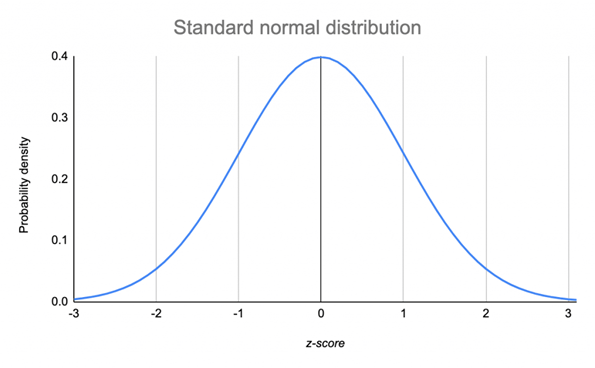 Standard normal distribution
0.4
0.3
0.2
0.1
0.0
Probability density
-3 -2 -1 0 1 2 3
z-score